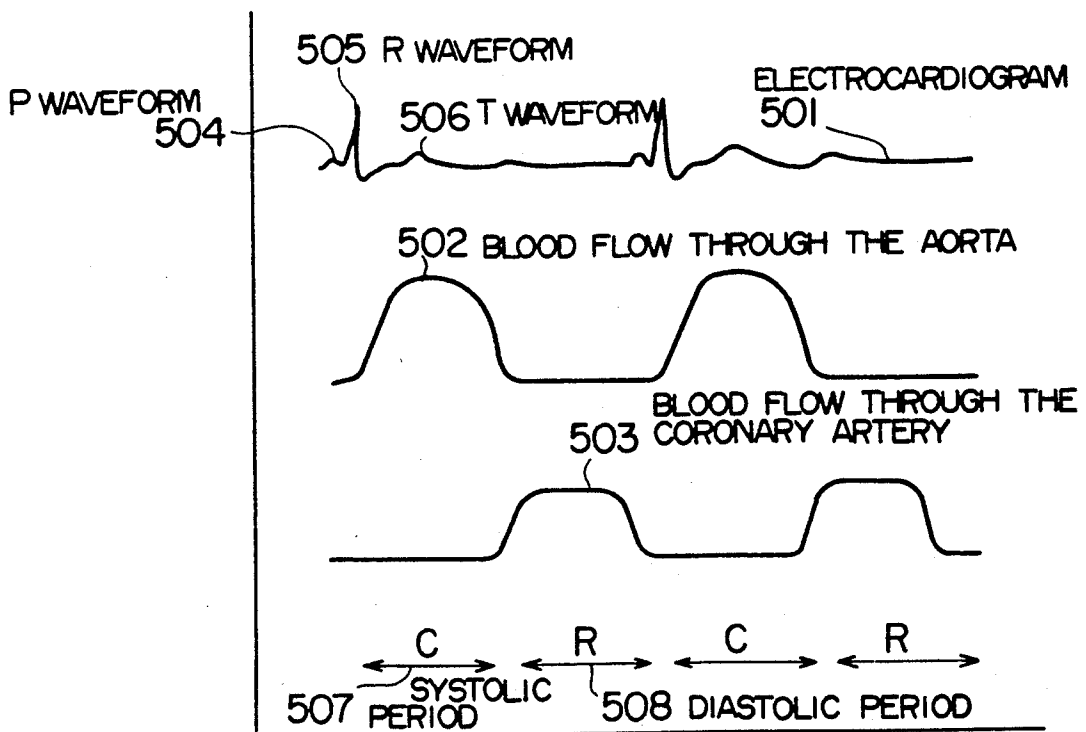 505 R WAVEFORM
P WAVEFORM
504
506 T WAVEFORM
ELECTROCARDIOGRAM
501
502 BLOOD FLOW THROUGH THE AORTA
BLOOD FLOW THROUGH THE
503 CORONARY ARTERY
C R C R
507 SYSTOLIC
PERIOD
508 DIASTOLIC PERIOD